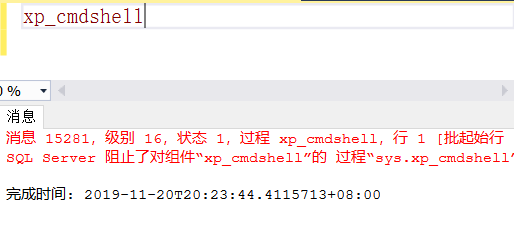 xp_cmdshell
0 %
消息
消息 15281, 级别 16, 状态 1, 过程 xp_cmdshell, 行 1 [批起始行
SQL Server 阻止了对组件“xp_cmdshell”的 过程“sys.xp_cmdshell”
完成时间: 2019-11-20T20:23:44.4115713+08:00